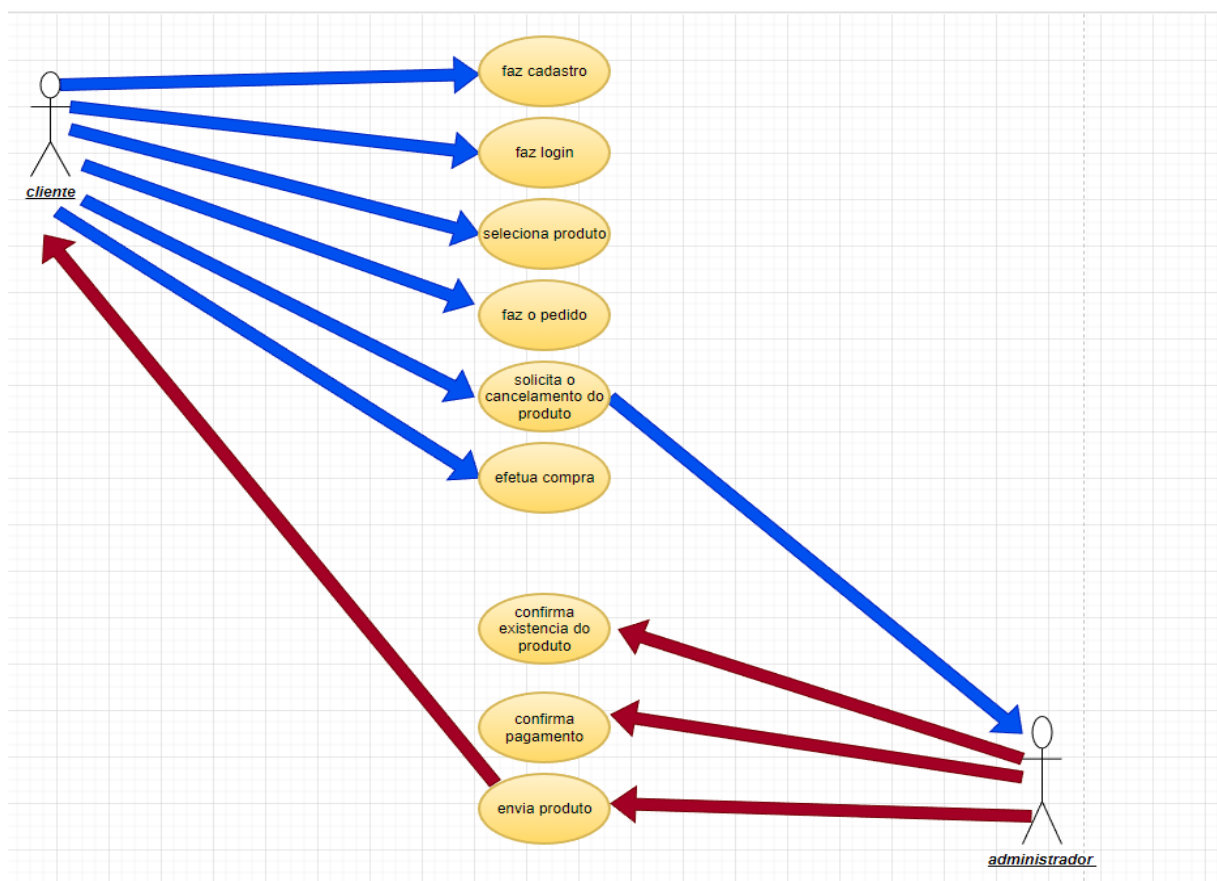 faz cadastro
faz login
cliente
seleciona produto
faz o pedido
solicita o
cancelamento do
produto
efetua compra
confirma
existencia do
produto
confirma
pagamento
envia produto
administrador